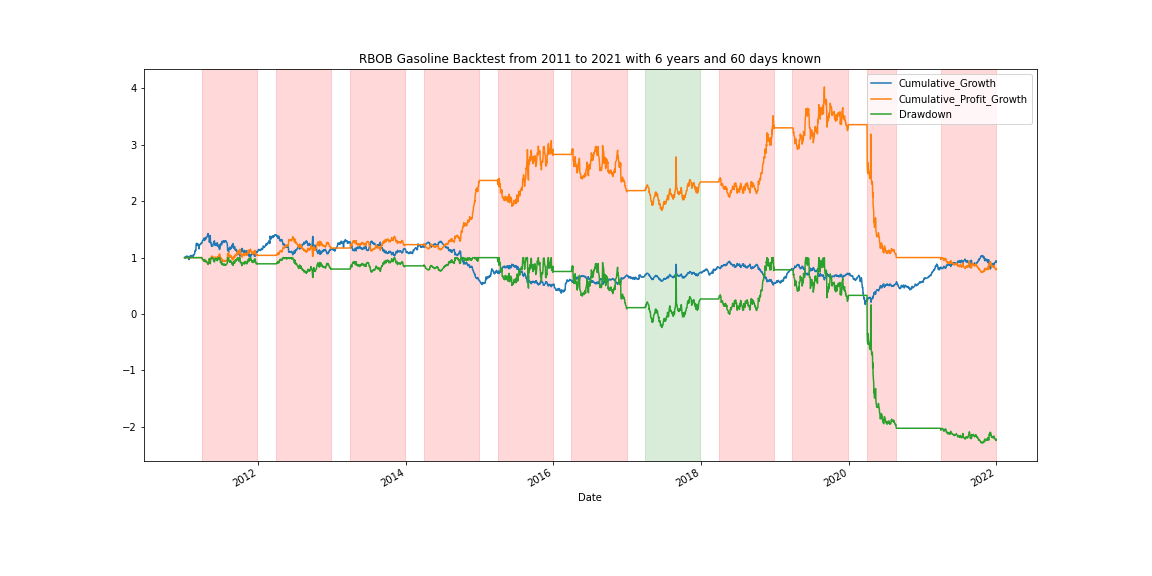 RBOB Gasoline Backtest from 2011 to 2021 with 6 years and 60 days known
Cumulative_Growth
Cumulative_Profit_Growth
Drawdown
4
3
2
1
0
−1
−2
2012
2014
2016
2018
2020
2022
Date